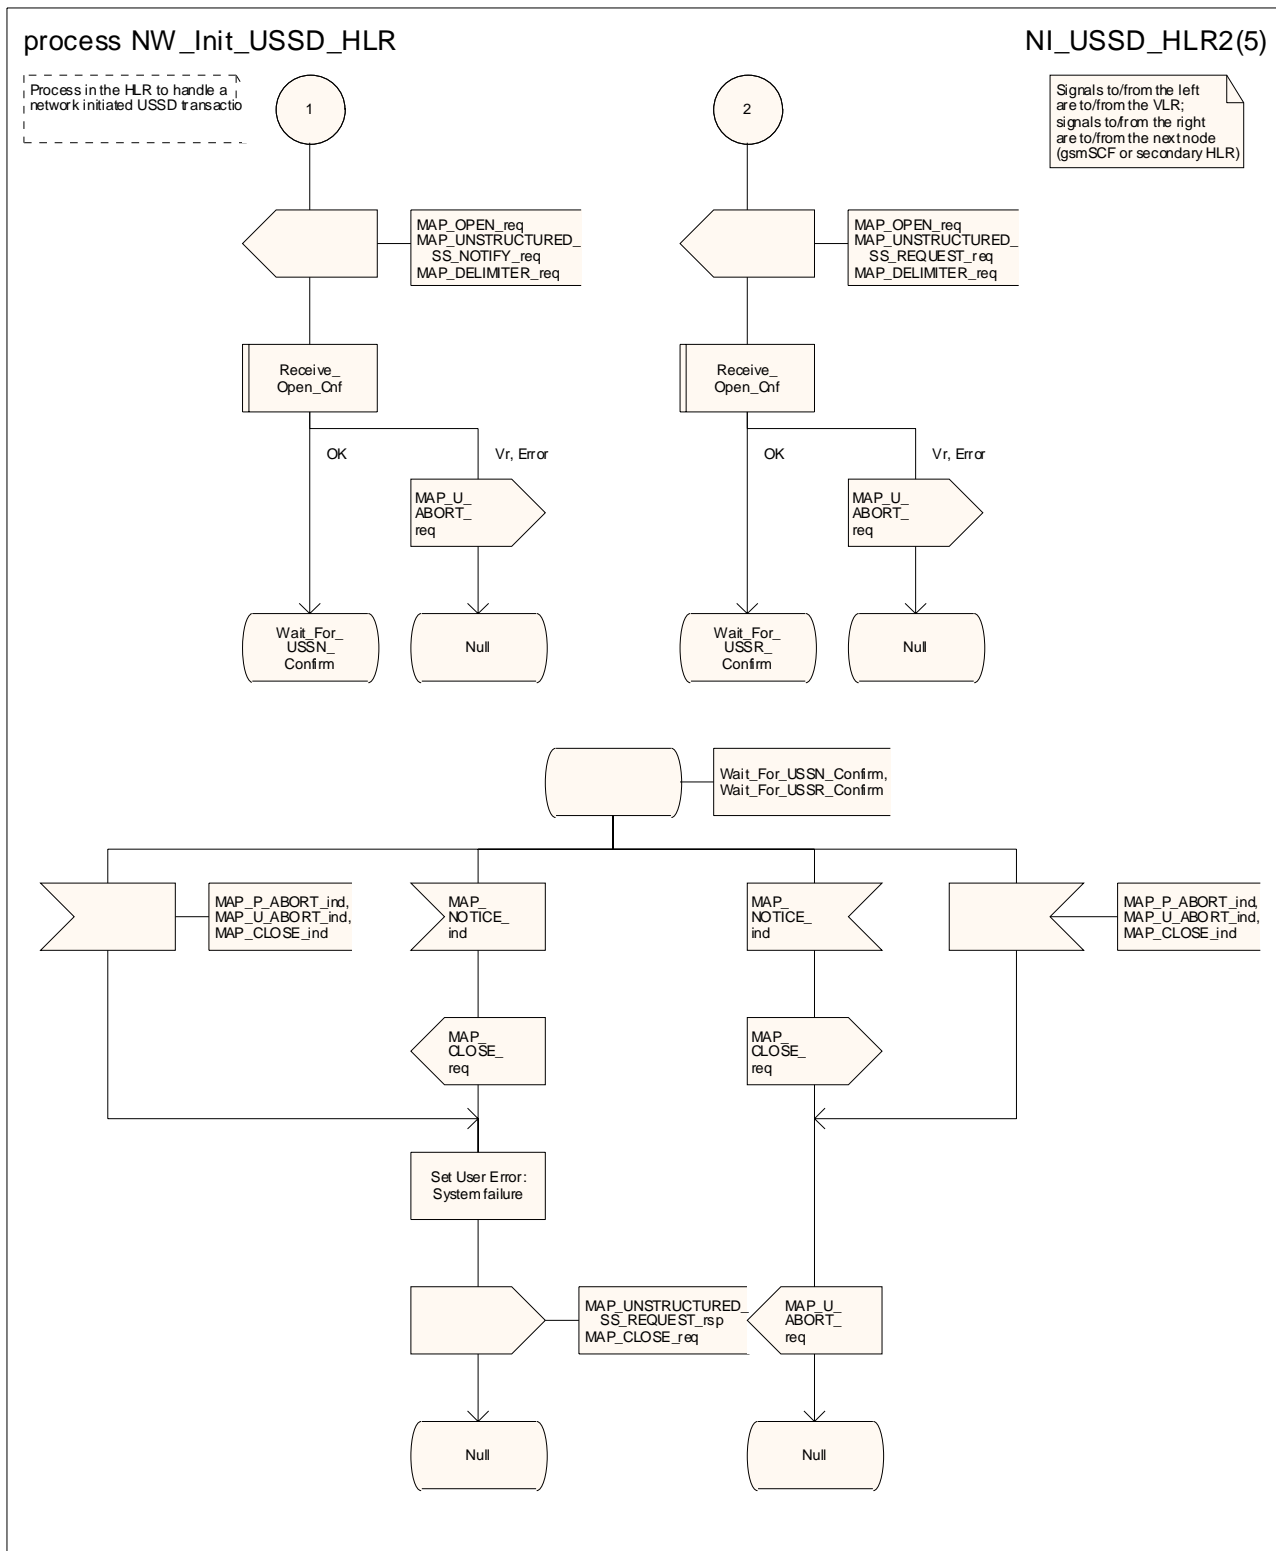 process NW_Init_USSD_HLR
NI_USSD_HLR2(5)
Process in the HLR to handle a
network initiated USSD transactio
Signals to/from the left
are to/from the VLR;
signals to/from the right
are to/from the next node
(gsmSCF or secondary HLR)
1
2
MAP_OPEN_req
MAP_UNSTRUCTURED_
SS_NOTIFY_req
MAP_DELIMITER_req
MAP_OPEN_req
MAP_UNSTRUCTURED_
SS_REQUEST_req
MAP_DELIMITER_req
Receive_
Open_Cnf
Receive_
Open_Cnf
OK
Vr, Error
OK
Vr, Error
MAP_U_
ABORT_
req
MAP_U_
ABORT_
req
Wait_For_
USSN_
Confirm
Null
Wait_For_
USSR_
Confirm
Null
Wait_For_USSN_Confirm,
Wait_For_USSR_Confirm
MAP_P_ABORT_ind,
MAP_U_ABORT_ind,
MAP_CLOSE_ind
MAP_
NOTICE_
ind
MAP_
NOTICE_
ind
MAP_P_ABORT_ind,
MAP_U_ABORT_ind,
MAP_CLOSE_ind
MAP_
CLOSE_
req
MAP_
CLOSE_
req
Set User Error:
System failure
MAP_UNSTRUCTURED_
SS_REQUEST_rsp
MAP_CLOSE_req
MAP_U_
ABORT_
req
Null
Null